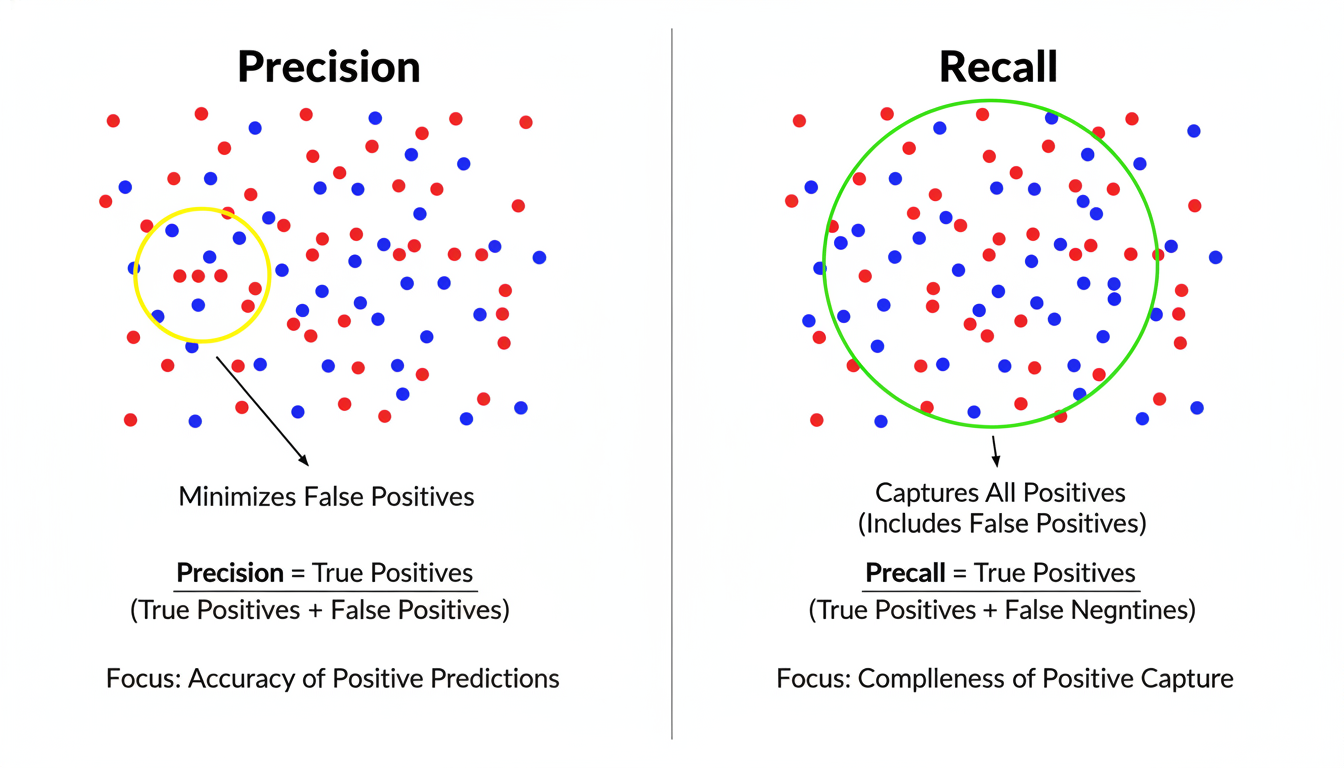 Precision
Minimizes False Positives
Precision = True Positives
(True Positives + False Positives)
Focus: Accuracy of Positive Predictions
Recall
Captures All Positives
(Includes False Positives)
Precall = True Positives
(True Positives + False Negntines)
Focus: Complleness of Positive Capture